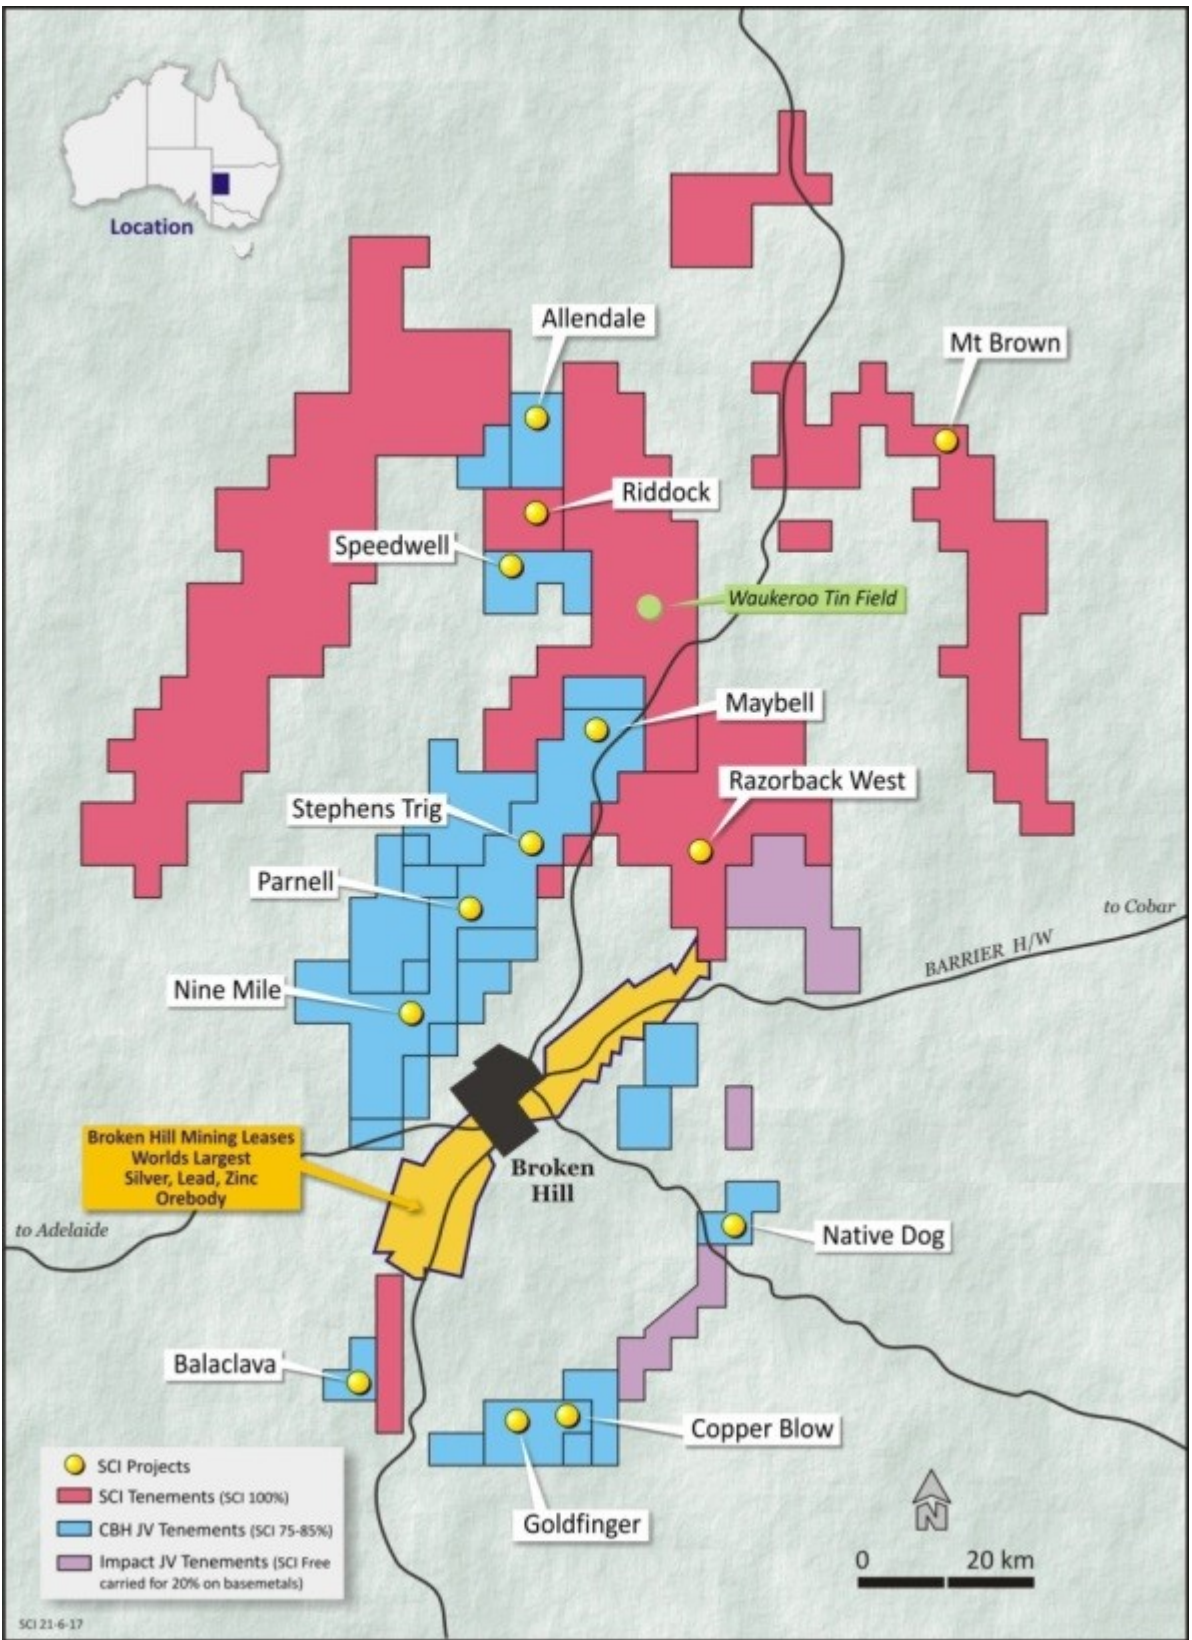 Location
Allendale
Mt Brown
Riddock
Speedwell
Waukeroo Tin Field
Maybell
Razorback West
Stephens Trig
Parnell
to Cobar
BARRIER H/W
Nine Mile
Broken Hill Mining Leases
Worlds Largest
Silver, Lead, Zinc
Orebody
Broken
Hill
to Adelaide
Native Dog
Balaclava
Copper Blow
Goldfinger
SCI Projects
SCI Tenements (SCI 100%)
CBH JV Tenements (SCI 75-85%)
Impact JV Tenements (SCI Free
carried for 20% on basemetals)
N
0 20 km
SCI 21-6-17